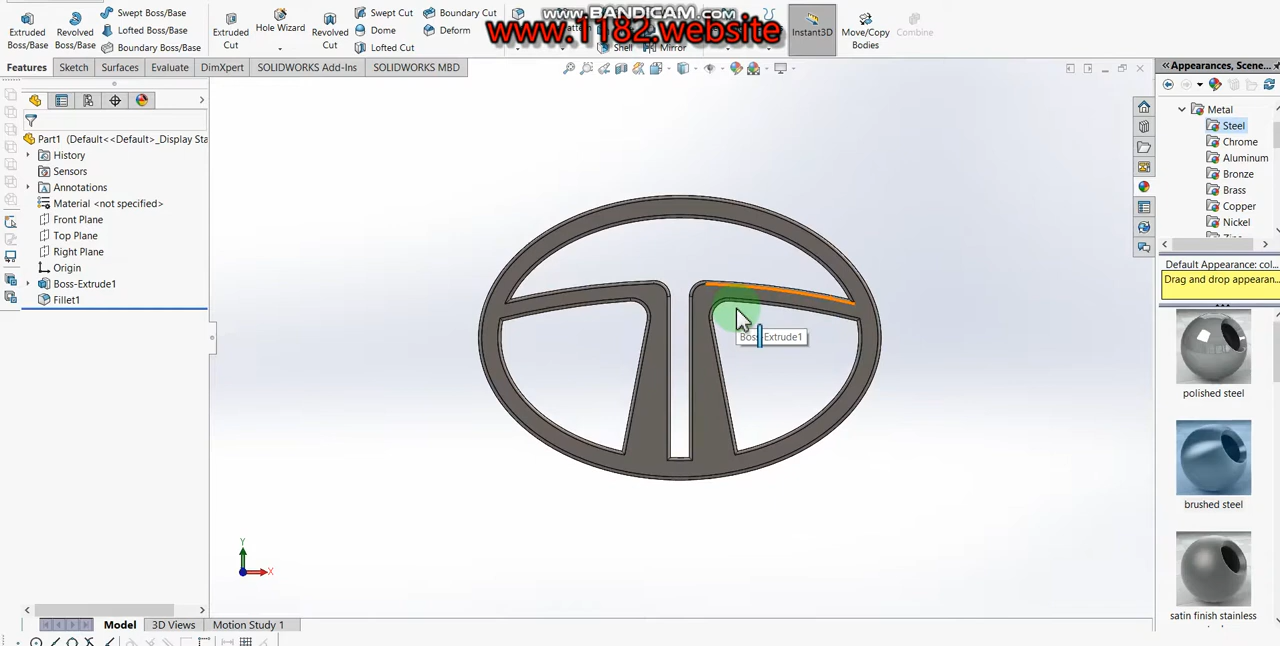 www.BANDICAM.com
www.1182.website
Extruded Boss/Base
Revolved Boss/Base
Swept Boss/Base
Lofted Boss/Base
Boundary Boss/Base
Extruded Cut
Hole Wizard
Revolved Cut
Swept Cut
Dome
Lofted Cut
Boundary Cut
Deform
Shell
Mirror
Instant3D
Move/Copy Bodies
Combine
Features
Sketch
Surfaces
Evaluate
DimXpert
SOLIDWORKS Add-Ins
SOLIDWORKS MBD
Appearances, Scene...
Part1 (Default<<Default>_Display Sta
History
Sensors
Annotations
Material <not specified>
Front Plane
Top Plane
Right Plane
Origin
Boss-Extrude1
Fillet1
Metal
Steel
Chrome
Aluminum
Bronze
Brass
Copper
Nickel
Default Appearance: col...
Drag and drop appearan...
polished steel
brushed steel
satin finish stainless
Extrude1
Y
X
Model
3D Views
Motion Study 1